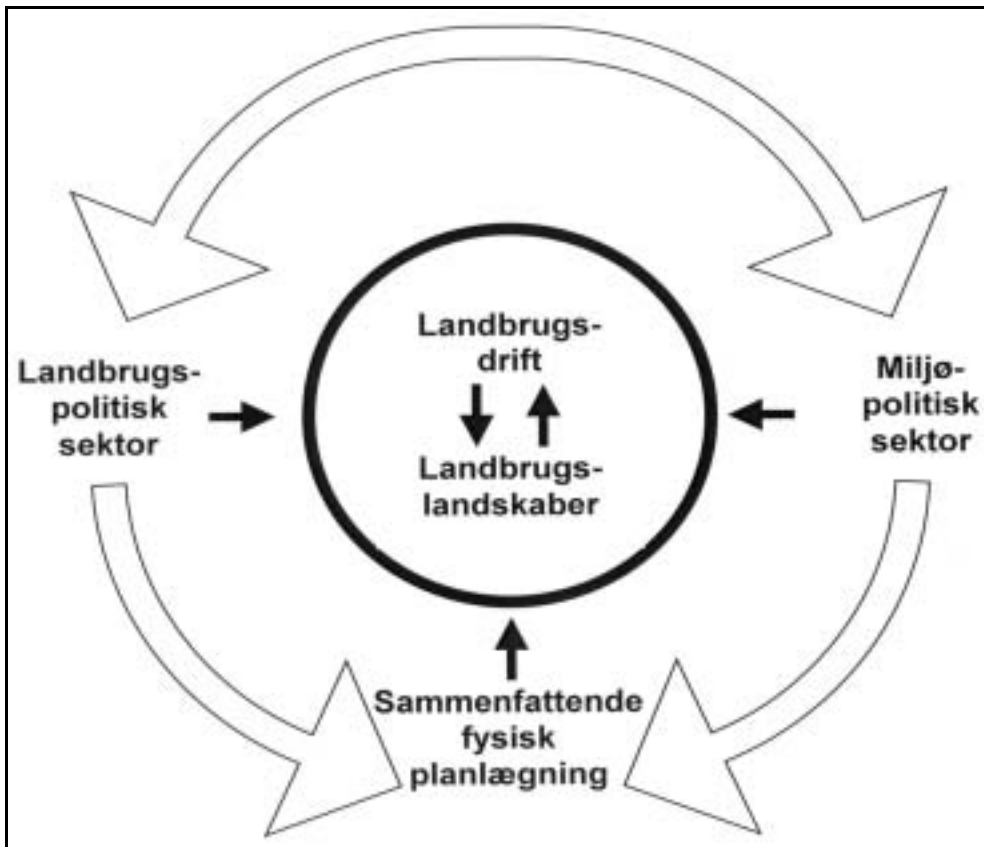 Landbrugs-
drift
Landbrugs-
politisk
sektor
Miljø-
politisk
sektor
Landbrugs-
landskaber
Sammenfattende
fysisk
planlægning